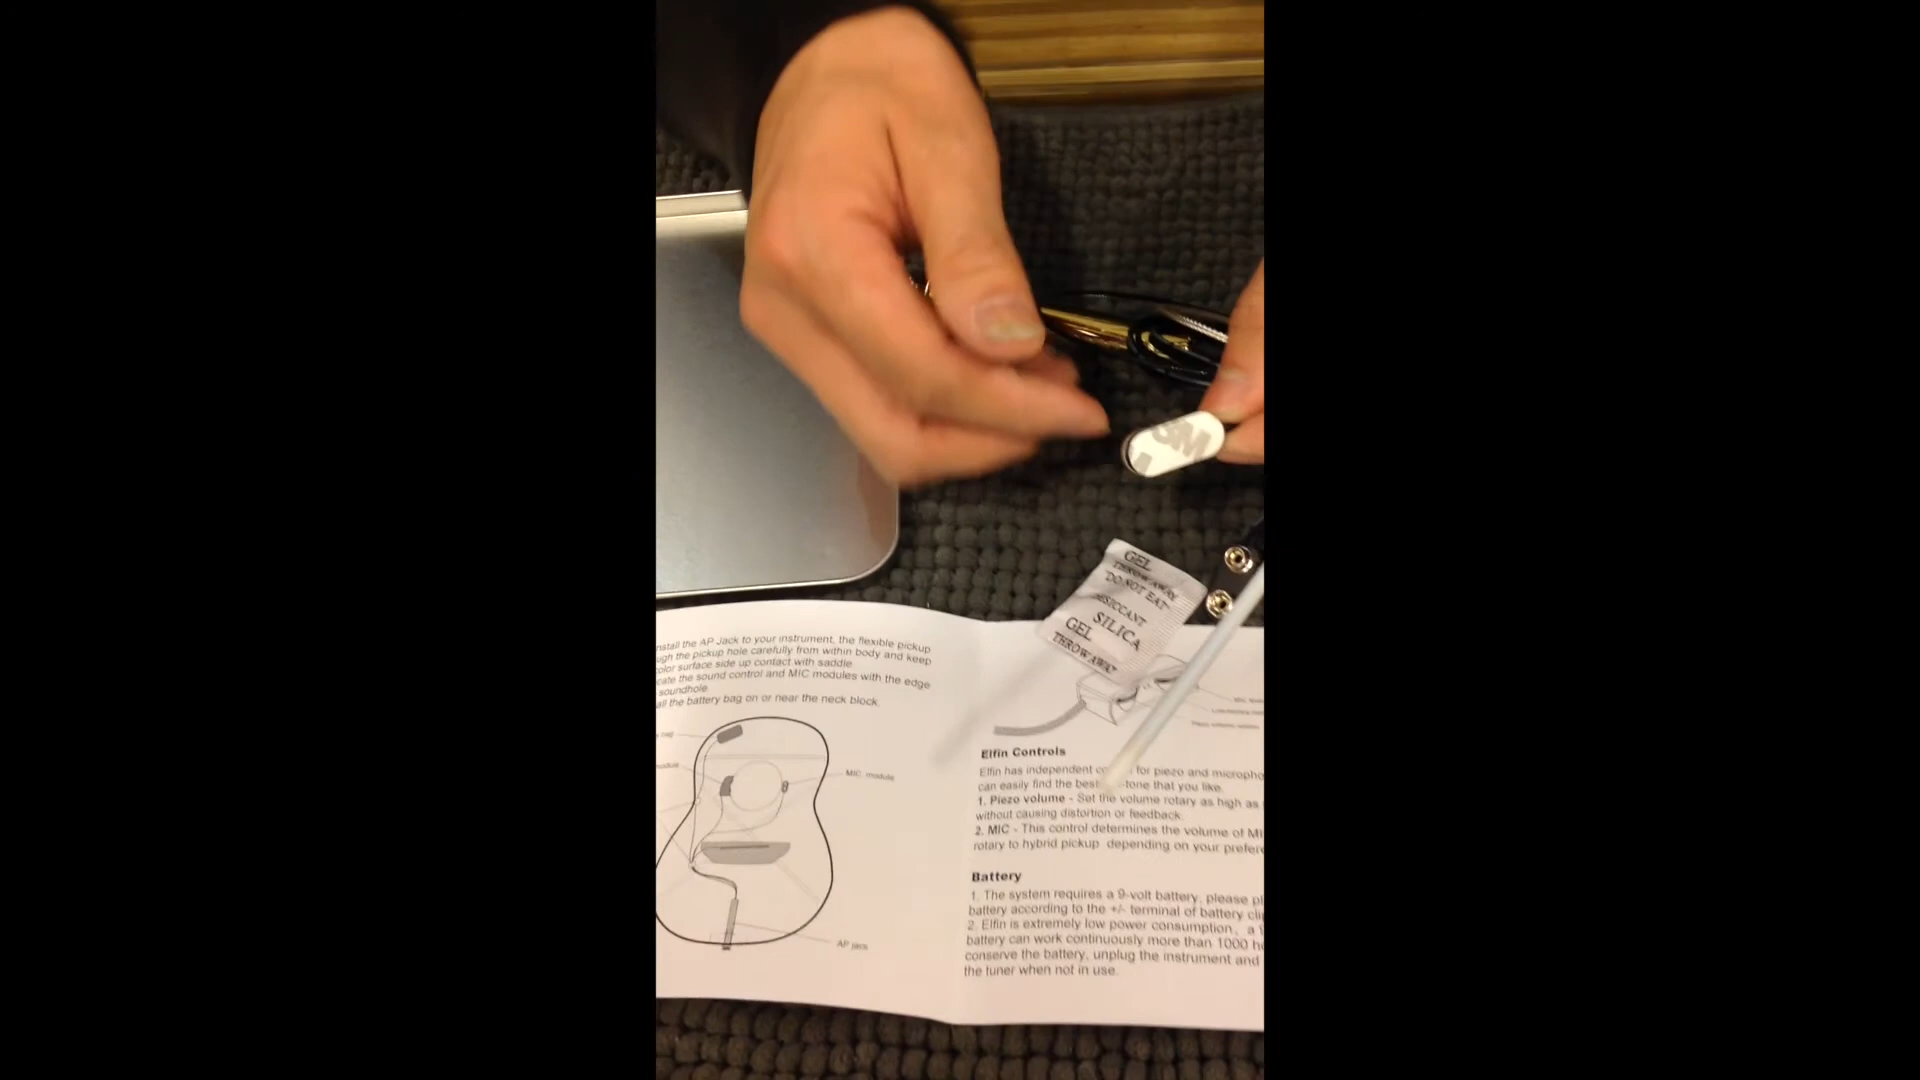 3M
GEL
THROW AWAY
DO NOT EAT
DESICCANT
SILICA
GEL
THROW AWAY
nstall the AP Jack to your instrument, the flexible pickup
ugh the pickup hole carefully from within body and keep
olor surface side up contact with saddle
cate the sound control and MIC modules with the edge
soundhole
all the battery bag on or near the neck block.
bag
module
MIC module
AP jack
Elfin Controls
Elfin has independent co for piezo and micropho
can easily find the best tone that you like.
1. Piezo volume - Set the volume rotary as high as
without causing distortion or feedback.
2. MIC - This control determines the volume of MI
rotary to hybrid pickup depending on your prefere
Battery
1. The system requires a 9-volt battery, please pl
battery according to the +/- terminal of battery cli
2. Elfin is extremely low power consumption, a 9
battery can work continuously more than 1000 ho
conserve the battery, unplug the instrument and
the tuner when not in use.